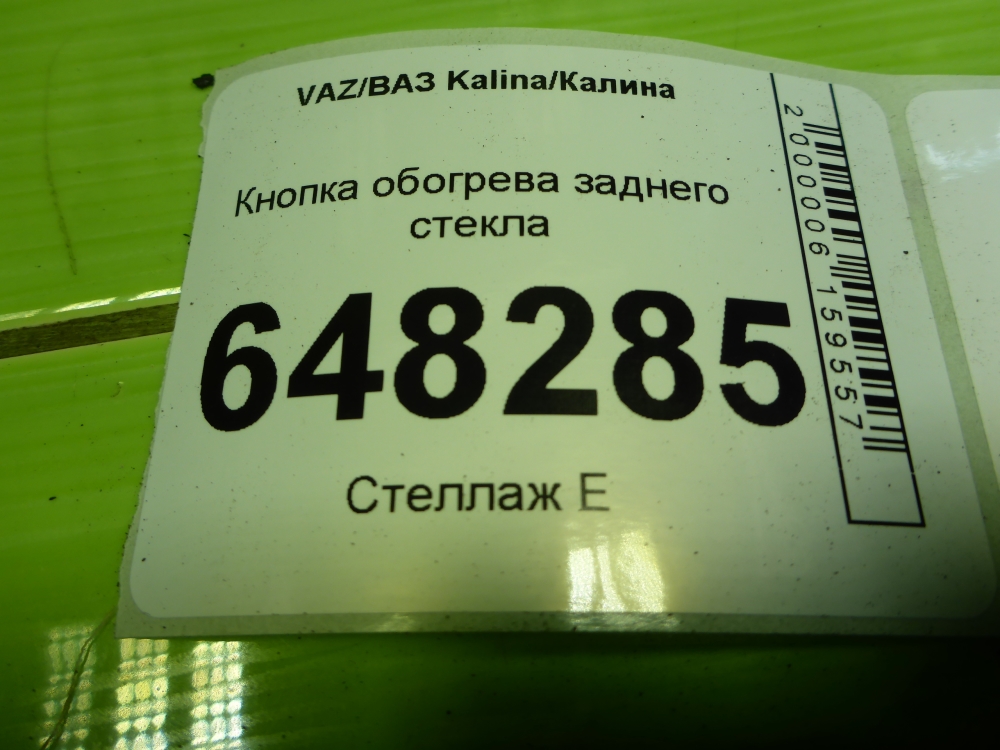 VAZ/ВАЗ Kalina/Калина
Кнопка обогрева заднего
стекла
648285
Стеллаж Е
2000006159557